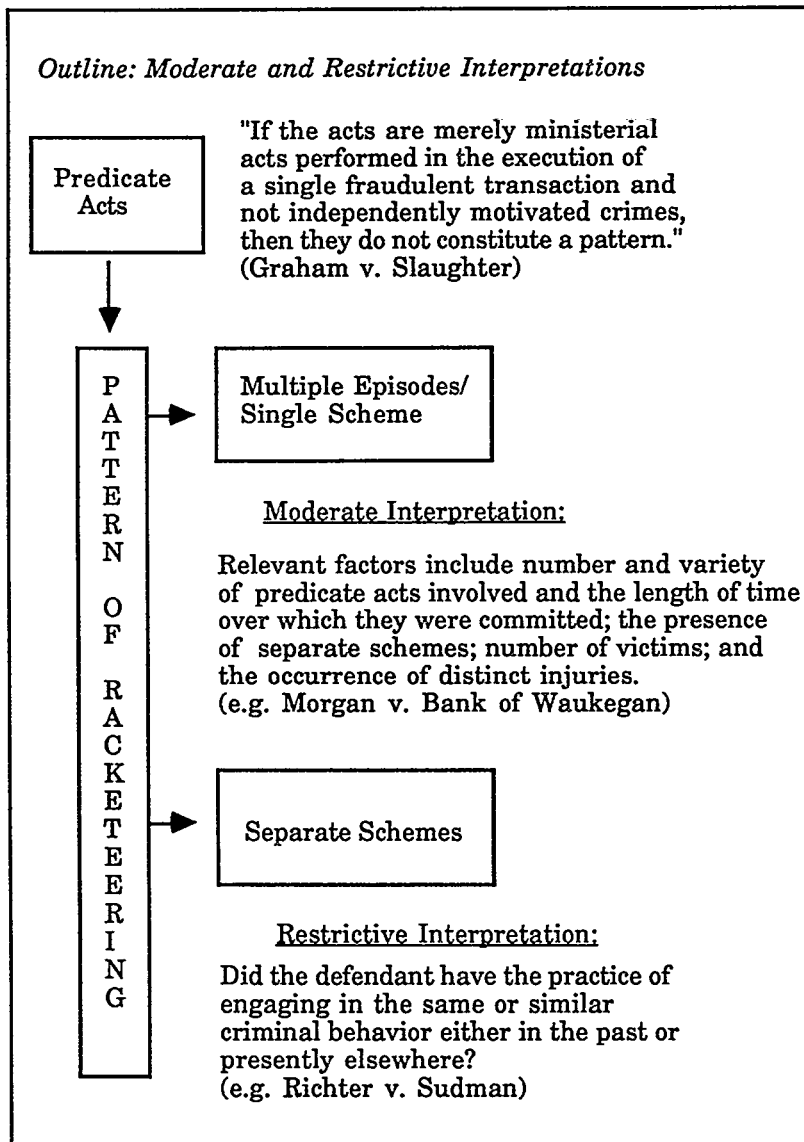 Outline: Moderate and Restrictive Interpretations
Predicate
Acts
"If the acts are merely ministerial
acts performed in the execution of
a single fraudulent transaction and
not independently motivated crimes,
then they do not constitute a pattern."
(Graham v. Slaughter)
PATTERN OF RACKETEERING
Multiple Episodes/
Single Scheme
Moderate Interpretation:
Relevant factors include number and variety
of predicate acts involved and the length of time
over which they were committed; the presence
of separate schemes; number of victims; and
the occurrence of distinct injuries.
(e.g. Morgan v. Bank of Waukegan)
Separate Schemes
Restrictive Interpretation:
Did the defendant have the practice of
engaging in the same or similar
criminal behavior either in the past or
presently elsewhere?
(e.g. Richter v. Sudman)